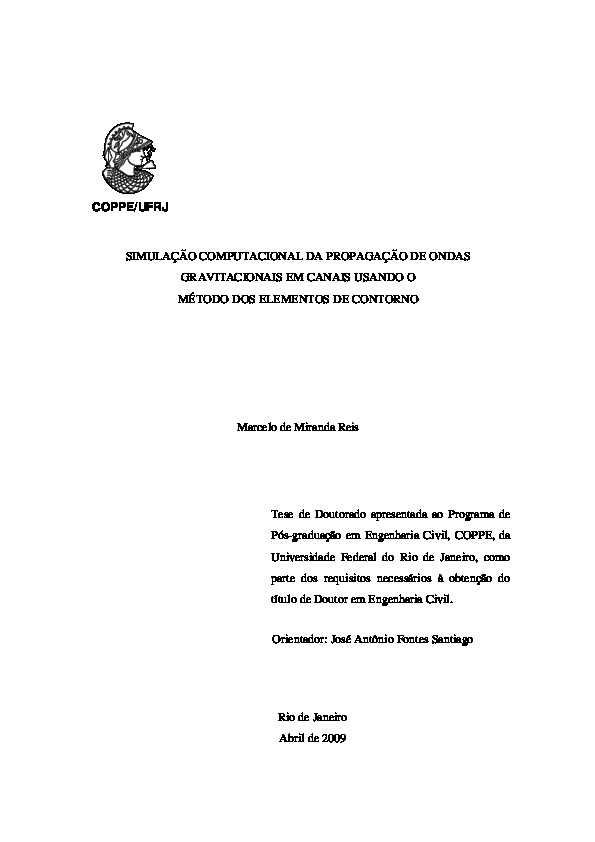 COPPE/UFRJ
SIMULAÇÃO COMPUTACIONAL DA PROPAGAÇÃO DE ONDAS
GRAVITACIONAIS EM CANAIS USANDO O
MÉTODO DOS ELEMENTOS DE CONTORNO
Marcelo de Miranda Reis
Tese de Doutorado apresentada ao Programa de
Pós-graduação em Engenharia Civil, COPPE, da
Universidade Federal do Rio de Janeiro, como
parte dos requisitos necessários à obtenção do
título de Doutor em Engenharia Civil.
Orientador: José Antônio Fontes Santiago
Rio de Janeiro
Abril de 2009